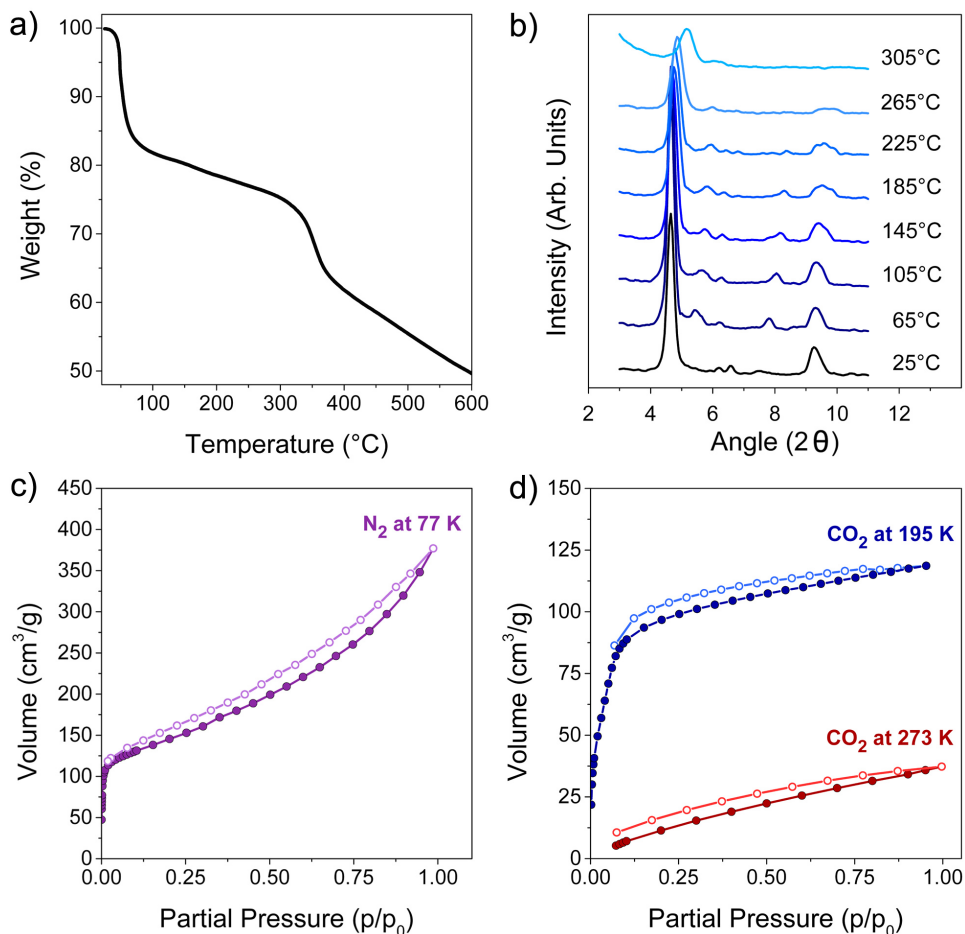 a)
100
90
80
70
60
50
Weight (%)
100 200 300 400 500 600
Temperature (°C)
b)
305°C
265°C
225°C
185°C
145°C
105°C
65°C
25°C
Intensity (Arb. Units)
2 4 6 8 10 12
Angle (2θ)
c)
450
400
350
300
250
200
150
100
50
0
Volume (cm³/g)
N₂ at 77 K
0.00 0.25 0.50 0.75 1.00
Partial Pressure (p/p₀)
d)
150
125
100
75
50
25
0
Volume (cm³/g)
CO₂ at 195 K
CO₂ at 273 K
0.00 0.25 0.50 0.75 1.00
Partial Pressure (p/p₀)